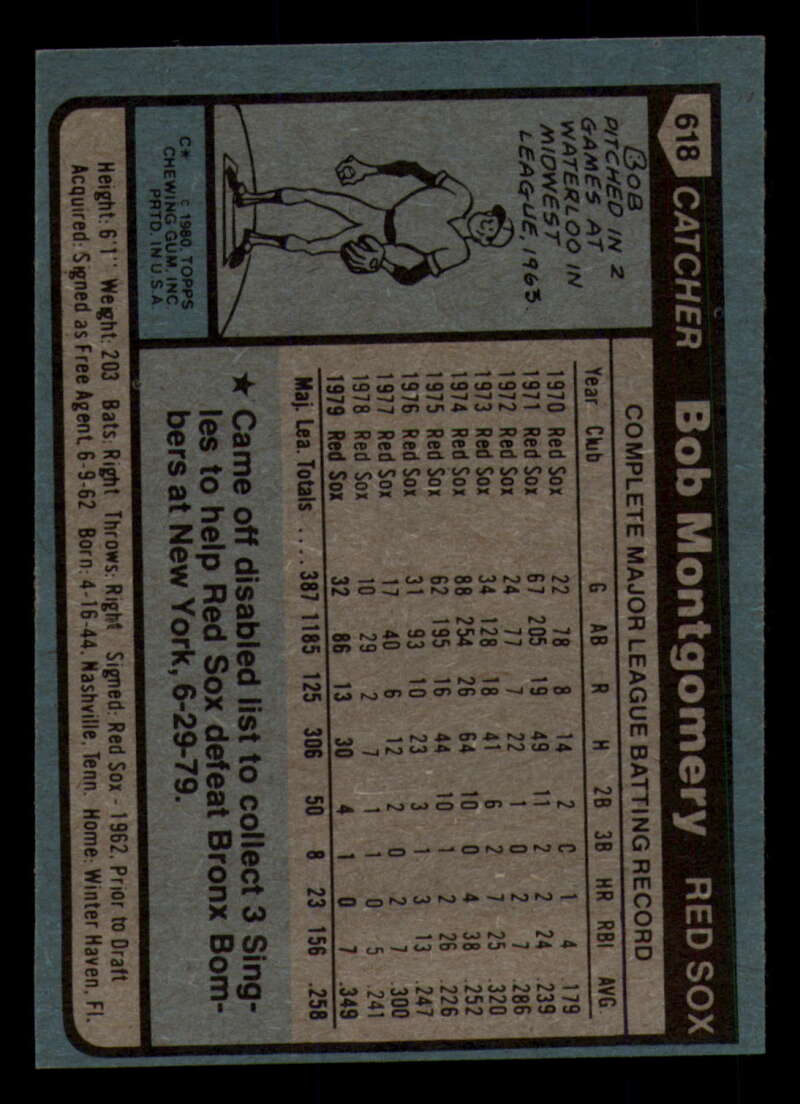 618 CATCHER Bob Montgomery RED SOX
BOB
PITCHED IN 2
GAMES AT
WATERLOO IN
MIDWEST
LEAGUE, 1963.
C* © 1980 TOPPS
CHEWING GUM, INC.
PRTD. IN U.S.A.
COMPLETE MAJOR LEAGUE BATTING RECORD
Year Club G AB R H 2B 3B HR RBI AVG
1970 Red Sox 22 78 8 14 2 0 1 4 .179
1971 Red Sox 67 205 19 49 11 2 2 24 .239
1972 Red Sox 24 77 7 22 1 0 2 7 .286
1973 Red Sox 34 128 18 41 6 2 7 25 .320
1974 Red Sox 88 254 26 64 10 0 4 38 .252
1975 Red Sox 62 195 16 44 10 1 2 26 .226
1976 Red Sox 31 93 10 23 3 1 3 13 .247
1977 Red Sox 17 40 6 12 2 0 2 7 .300
1978 Red Sox 10 29 2 7 1 1 0 5 .241
1979 Red Sox 32 86 13 30 4 1 0 7 .349
Maj. Lea. Totals .... 387 1185 125 306 50 8 23 156 .258
★ Came off disabled list to collect 3 Sing-
les to help Red Sox defeat Bronx Bom-
bers at New York, 6-29-79.
Height: 6'1" Weight: 203 Bats: Right Throws: Right Signed: Red Sox - 1962, Prior to Draft
Acquired: Signed as Free Agent, 6-9-62 Born: 4-16-44, Nashville, Tenn. Home: Winter Haven, Fl.